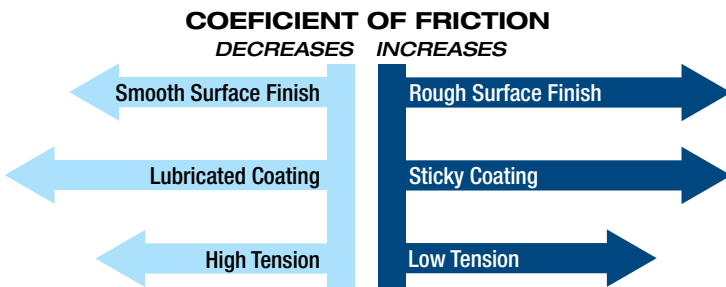 COEFICIENT OF FRICTION
DECREASES INCREASES
Smooth Surface Finish Rough Surface Finish
Lubricated Coating Sticky Coating
High Tension Low Tension